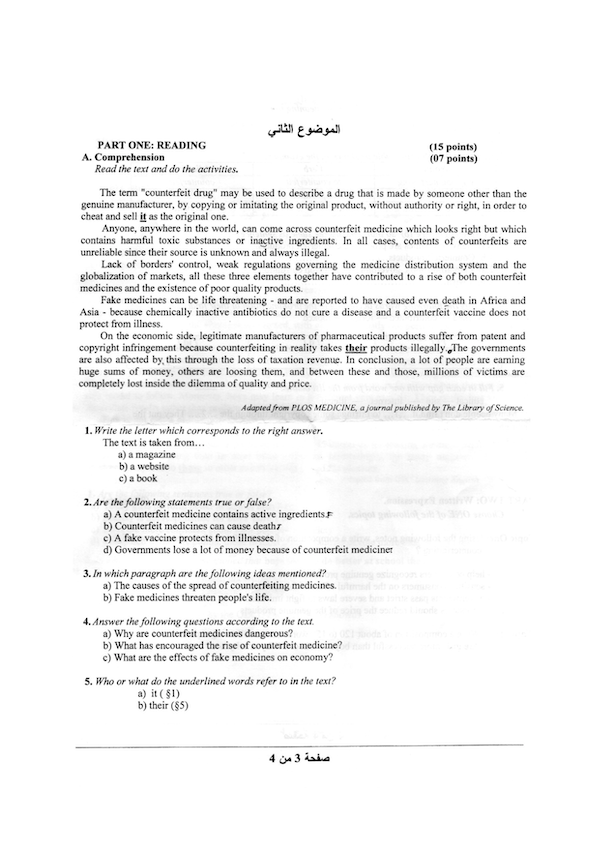 الموضوع الثاني
PART ONE: READING (15 points)
A. Comprehension (07 points)
Read the text and do the activities.
The term "counterfeit drug" may be used to describe a drug that is made by someone other than the
genuine manufacturer, by copying or imitating the original product, without authority or right, in order to
cheat and sell it as the original one.
Anyone, anywhere in the world, can come across counterfeit medicine which looks right but which
contains harmful toxic substances or inactive ingredients. In all cases, contents of counterfeits are
unreliable since their source is unknown and always illegal.
Lack of borders' control, weak regulations governing the medicine distribution system and the
globalization of markets, all these three elements together have contributed to a rise of both counterfeit
medicines and the existence of poor quality products.
Fake medicines can be life threatening - and are reported to have caused even death in Africa and
Asia - because chemically inactive antibiotics do not cure a disease and a counterfeit vaccine does not
protect from illness.
On the economic side, legitimate manufacturers of pharmaceutical products suffer from patent and
copyright infringement because counterfeiting in reality takes their products illegally. The governments
are also affected by this through the loss of taxation revenue. In conclusion, a lot of people are earning
huge sums of money, others are loosing them, and between these and those, millions of victims are
completely lost inside the dilemma of quality and price.
Adapted from PLOS MEDICINE, a journal published by The Library of Science.
1. Write the letter which corresponds to the right answer.
The text is taken from...
a) a magazine
b) a website
c) a book
2. Are the following statements true or false?
a) A counterfeit medicine contains active ingredients. F
b) Counterfeit medicines can cause death
c) A fake vaccine protects from illnesses.
d) Governments lose a lot of money because of counterfeit medicine
3. In which paragraph are the following ideas mentioned?
a) The causes of the spread of counterfeiting medicines.
b) Fake medicines threaten people's life.
4. Answer the following questions according to the text.
a) Why are counterfeit medicines dangerous?
b) What has encouraged the rise of counterfeit medicine?
c) What are the effects of fake medicines on economy?
5. Who or what do the underlined words refer to in the text?
a) it ( §1)
b) their (§5)
صفحة 3 من 4